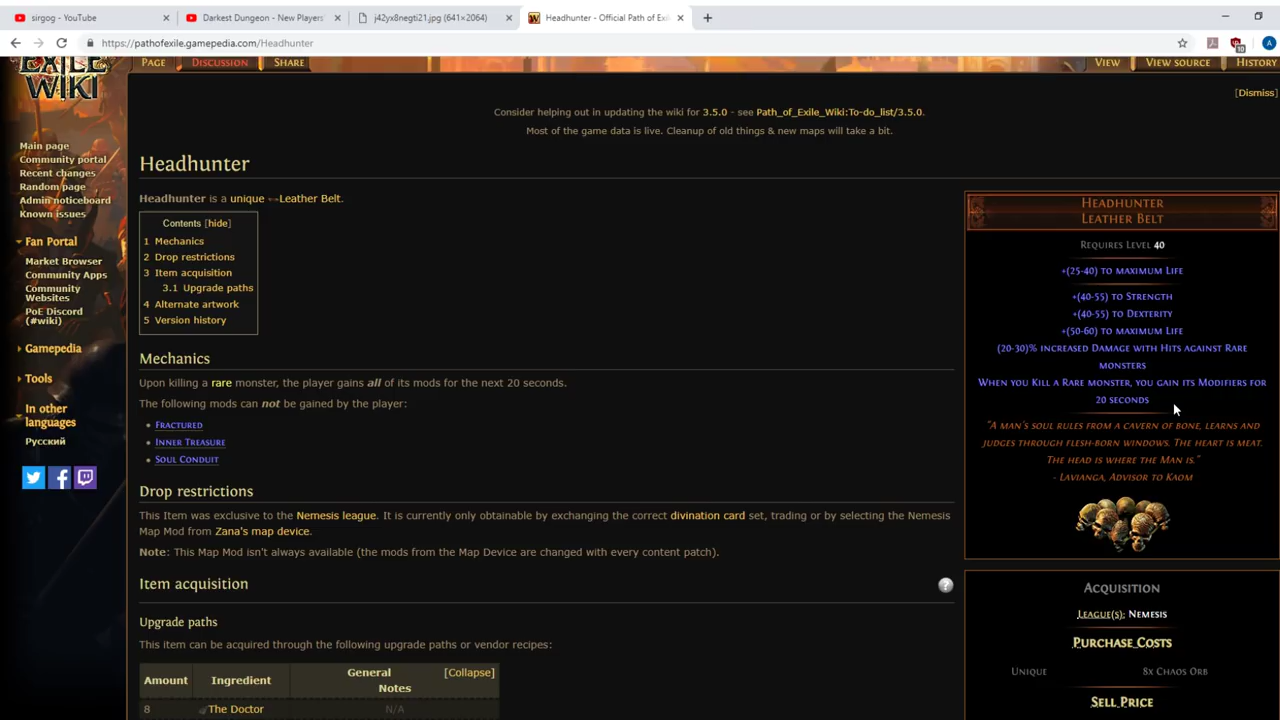 sirgog - YouTube
Darkest Dungeon - New Players
j42yx8negti21.jpg (641×2064)
Headhunter - Official Path of Exi
https://pathofexile.gamepedia.com/Headhunter
10
A
EXILE
WIKI
PAGE
DISCUSSION
SHARE
VIEW
VIEW SOURCE
HISTORY
[Dismiss]
Consider helping out in updating the wiki for 3.5.0 - see Path_of_Exile_Wiki:To-do_list/3.5.0.
Most of the game data is live. Cleanup of old things & new maps will take a bit.
Main page
Community portal
Recent changes
Random page
Admin noticeboard
Known issues
Fan Portal
Market Browser
Community Apps
Community
Websites
PoE Discord
(#wiki)
Gamepedia
Tools
In other
languages
Русский
Headhunter
Headhunter is a unique Leather Belt.
Contents [hide]
1 Mechanics
2 Drop restrictions
3 Item acquisition
3.1 Upgrade paths
4 Alternate artwork
5 Version history
Mechanics
Upon killing a rare monster, the player gains all of its mods for the next 20 seconds.
The following mods can not be gained by the player:
• Fractured
• Inner Treasure
• Soul Conduit
Drop restrictions
This Item was exclusive to the Nemesis league. It is currently only obtainable by exchanging the correct divination card set, trading or by selecting the Nemesis
Map Mod from Zana's map device.
Note: This Map Mod isn't always available (the mods from the Map Device are changed with every content patch).
Item acquisition
?
Upgrade paths
This item can be acquired through the following upgrade paths or vendor recipes:
Amount
Ingredient
General
Notes
[Collapse]
8
The Doctor
N/A
Headhunter
Leather Belt
Requires Level 40
+(25-40) to maximum Life
+(40-55) to Strength
+(40-55) to Dexterity
+(50-60) to maximum Life
(20-30)% increased Damage with Hits against Rare
monsters
When you Kill a Rare monster, you gain its Modifiers for
20 seconds
"A man's soul rules from a cavern of bone, learns and
judges through flesh-born windows. The heart is meat.
The head is where the Man is."
- Lavianga, Advisor to Kaom
Acquisition
League(s): Nemesis
Purchase Costs
Unique
8x Chaos Orb
Sell Price